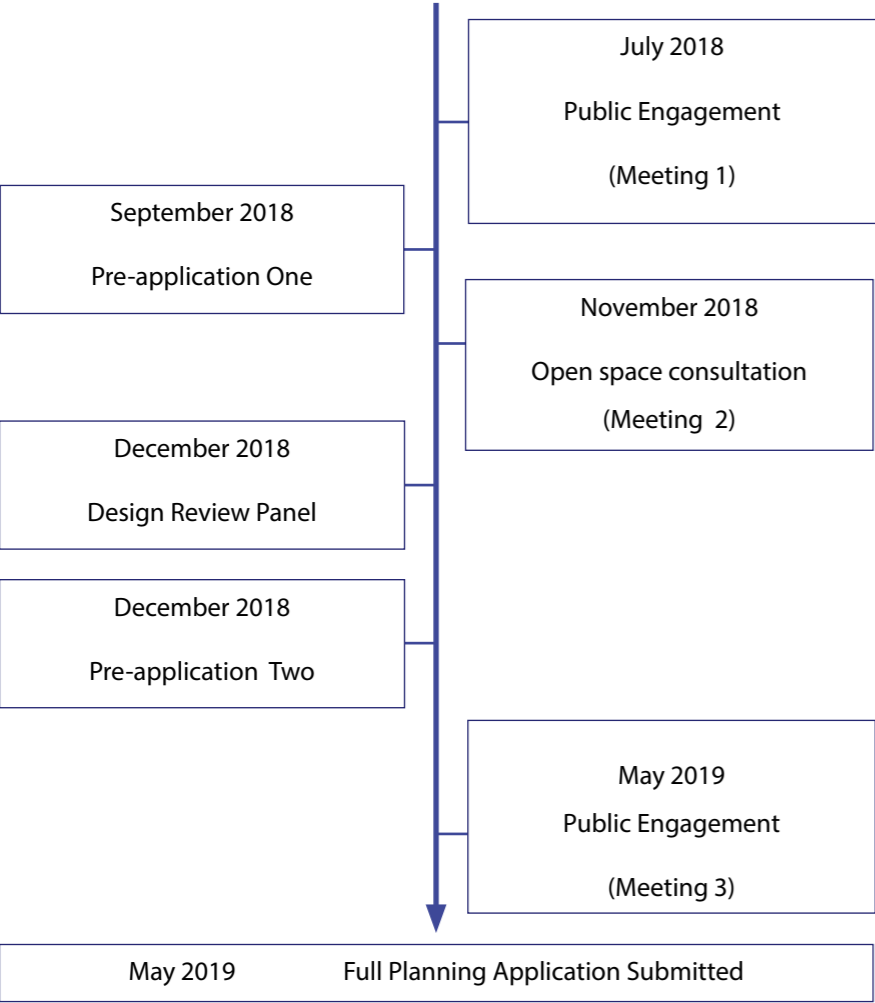 July 2018
Public Engagement
(Meeting 1)
September 2018
Pre-application One
November 2018
Open space consultation
(Meeting 2)
December 2018
Design Review Panel
December 2018
Pre-application Two
May 2019
Public Engagement
(Meeting 3)
May 2019 Full Planning Application Submitted